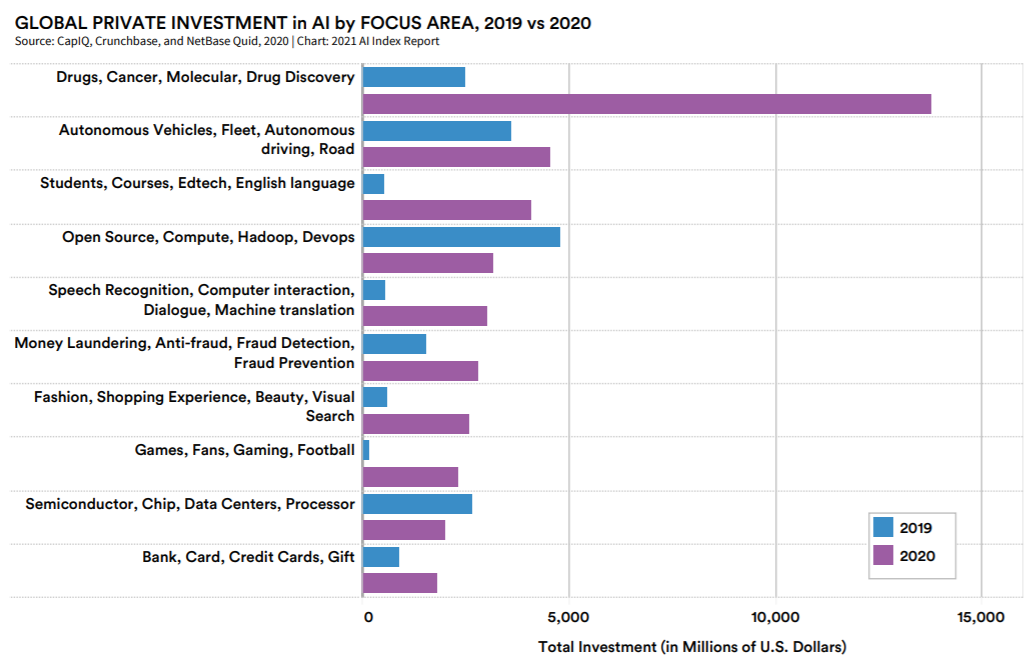 GLOBAL PRIVATE INVESTMENT in AI by FOCUS AREA, 2019 vs 2020
Source: CapIQ, Crunchbase, and NetBase Quid, 2020 | Chart: 2021 AI Index Report
Drugs, Cancer, Molecular, Drug Discovery
Autonomous Vehicles, Fleet, Autonomous
driving, Road
Students, Courses, Edtech, English language
Open Source, Compute, Hadoop, Devops
Speech Recognition, Computer interaction,
Dialogue, Machine translation
Money Laundering, Anti-fraud, Fraud Detection,
Fraud Prevention
Fashion, Shopping Experience, Beauty, Visual
Search
Games, Fans, Gaming, Football
Semiconductor, Chip, Data Centers, Processor
Bank, Card, Credit Cards, Gift
2019
2020
0 5,000 10,000 15,000
Total Investment (in Millions of U.S. Dollars)